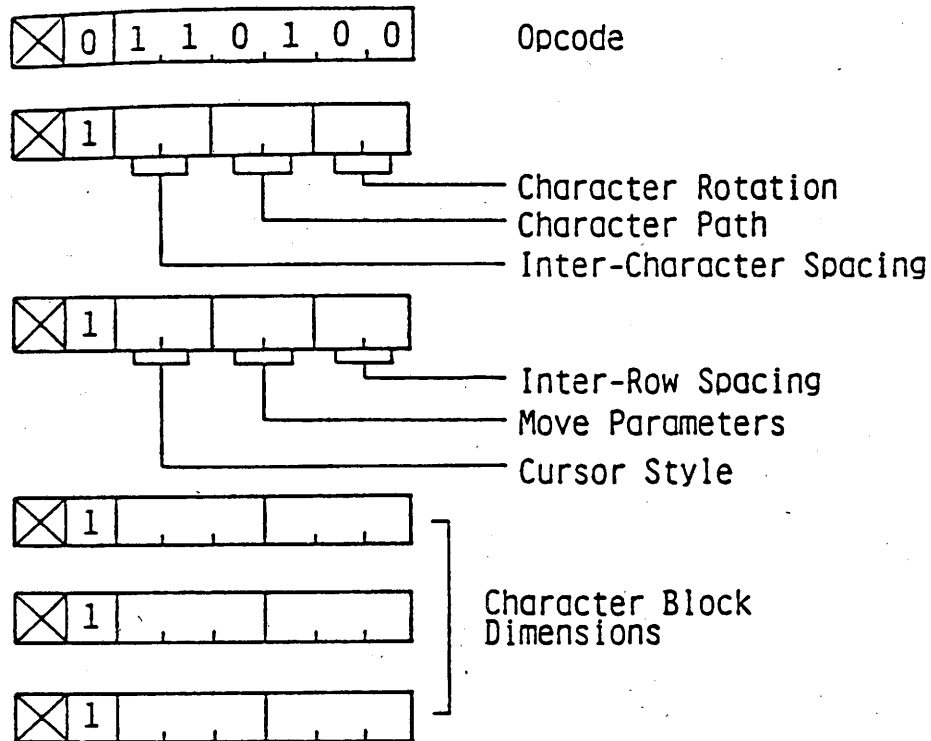 0 1 1 0 1 0 0 Opcode
1
Character Rotation
Character Path
Inter-Character Spacing
1
Inter-Row Spacing
Move Parameters
Cursor Style
1
1
Character Block
Dimensions
1